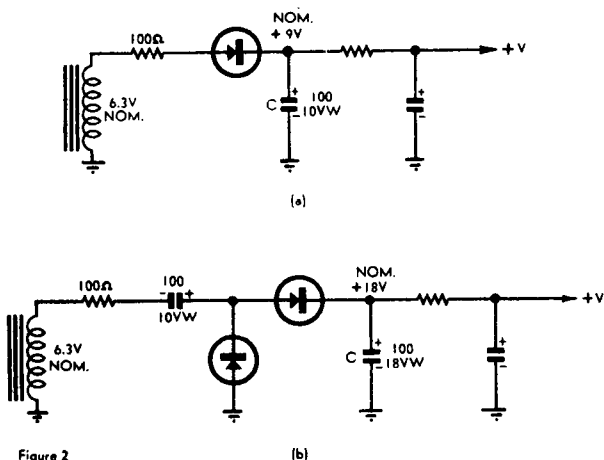 NOM.
+ 9V
100Ω
+ V
6.3V
NOM.
C
+
-
100
10VW
+
-
(a)
100
- +
10VW
100Ω
NOM.
+18V
+V
6.3V
NOM.
C
+
-
100
18VW
+
-
Figure 2
(b)